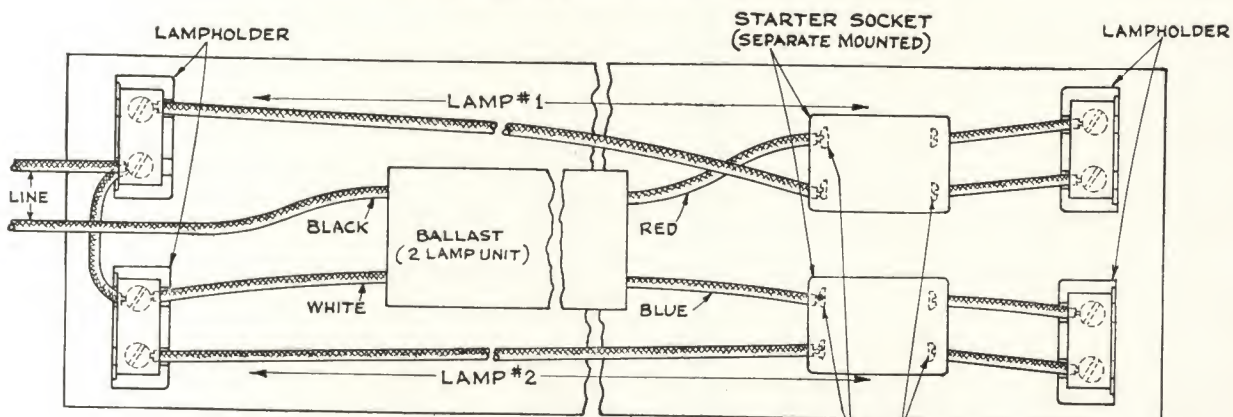 LAMPHOLDER
STARTER SOCKET
(SEPARATE MOUNTED)
LAMPHOLDER
LAMP #1
LINE
BLACK
BALLAST
(2 LAMP UNIT)
RED
WHITE
BLUE
LAMP #2